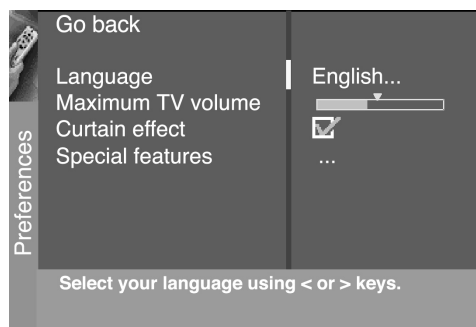 Go back
Language English...
Maximum TV volume
Curtain effect
Special features ...
Preferences
Select your language using < or > keys.